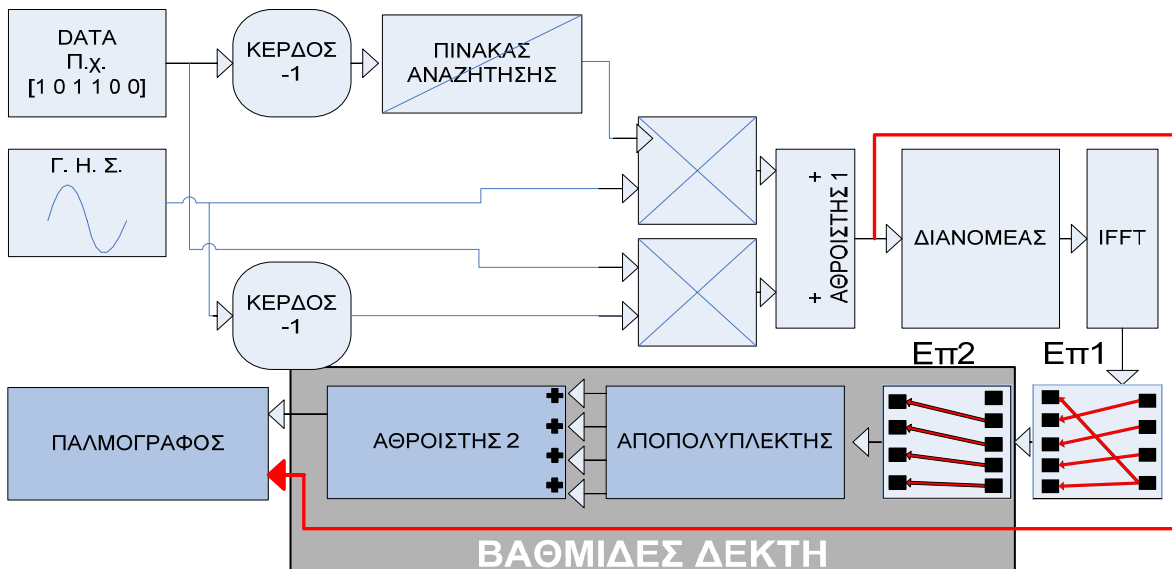 DATA
Π.χ.
[1 0 1 1 0 0]
ΚΕΡΔΟΣ
-1
ΠΙΝΑΚΑΣ
ΑΝΑΖΗΤΗΣΗΣ
Γ. Η. Σ.
ΚΕΡΔΟΣ
-1
+
+
ΑΘΡΟΙΣΤΗΣ 1
ΔΙΑΝΟΜΕΑΣ
IFFT
Επ2
Επ1
ΠΑΛΜΟΓΡΑΦΟΣ
ΑΘΡΟΙΣΤΗΣ 2
ΑΠΟΠΟΛΥΠΛΕΚΤΗΣ
ΒΑΘΜΙΔΕΣ ΔΕΚΤΗ